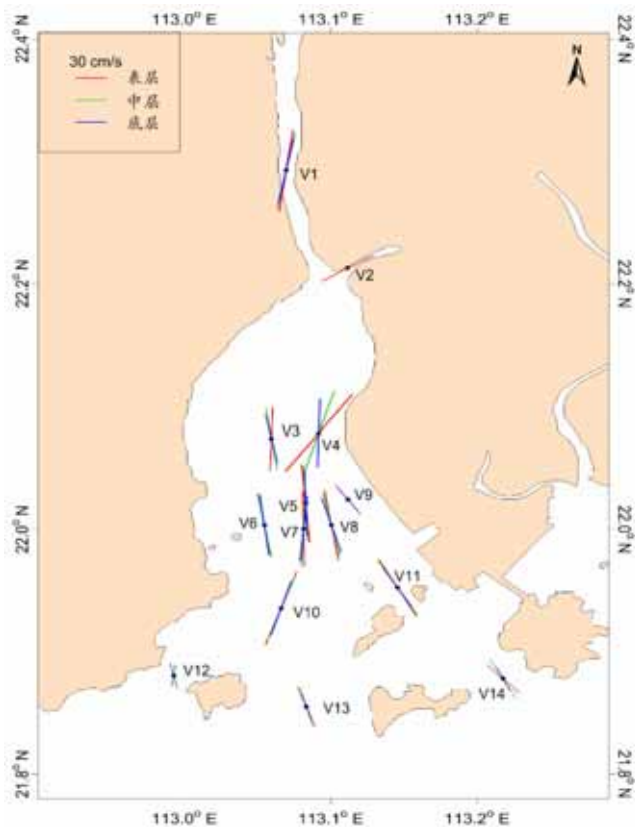 113.0° E 113.1° E 113.2° E
22.4° N 22.4° N
30 cm/s
表层
中层
底层
N
V1
V2
22.2° N 22.2° N
V3
V4
V9
V5
V6 V7 V8
22.0° N 22.0° N
V11
V10
V12
V14
V13
21.8° N 21.8° N
113.0° E 113.1° E 113.2° E